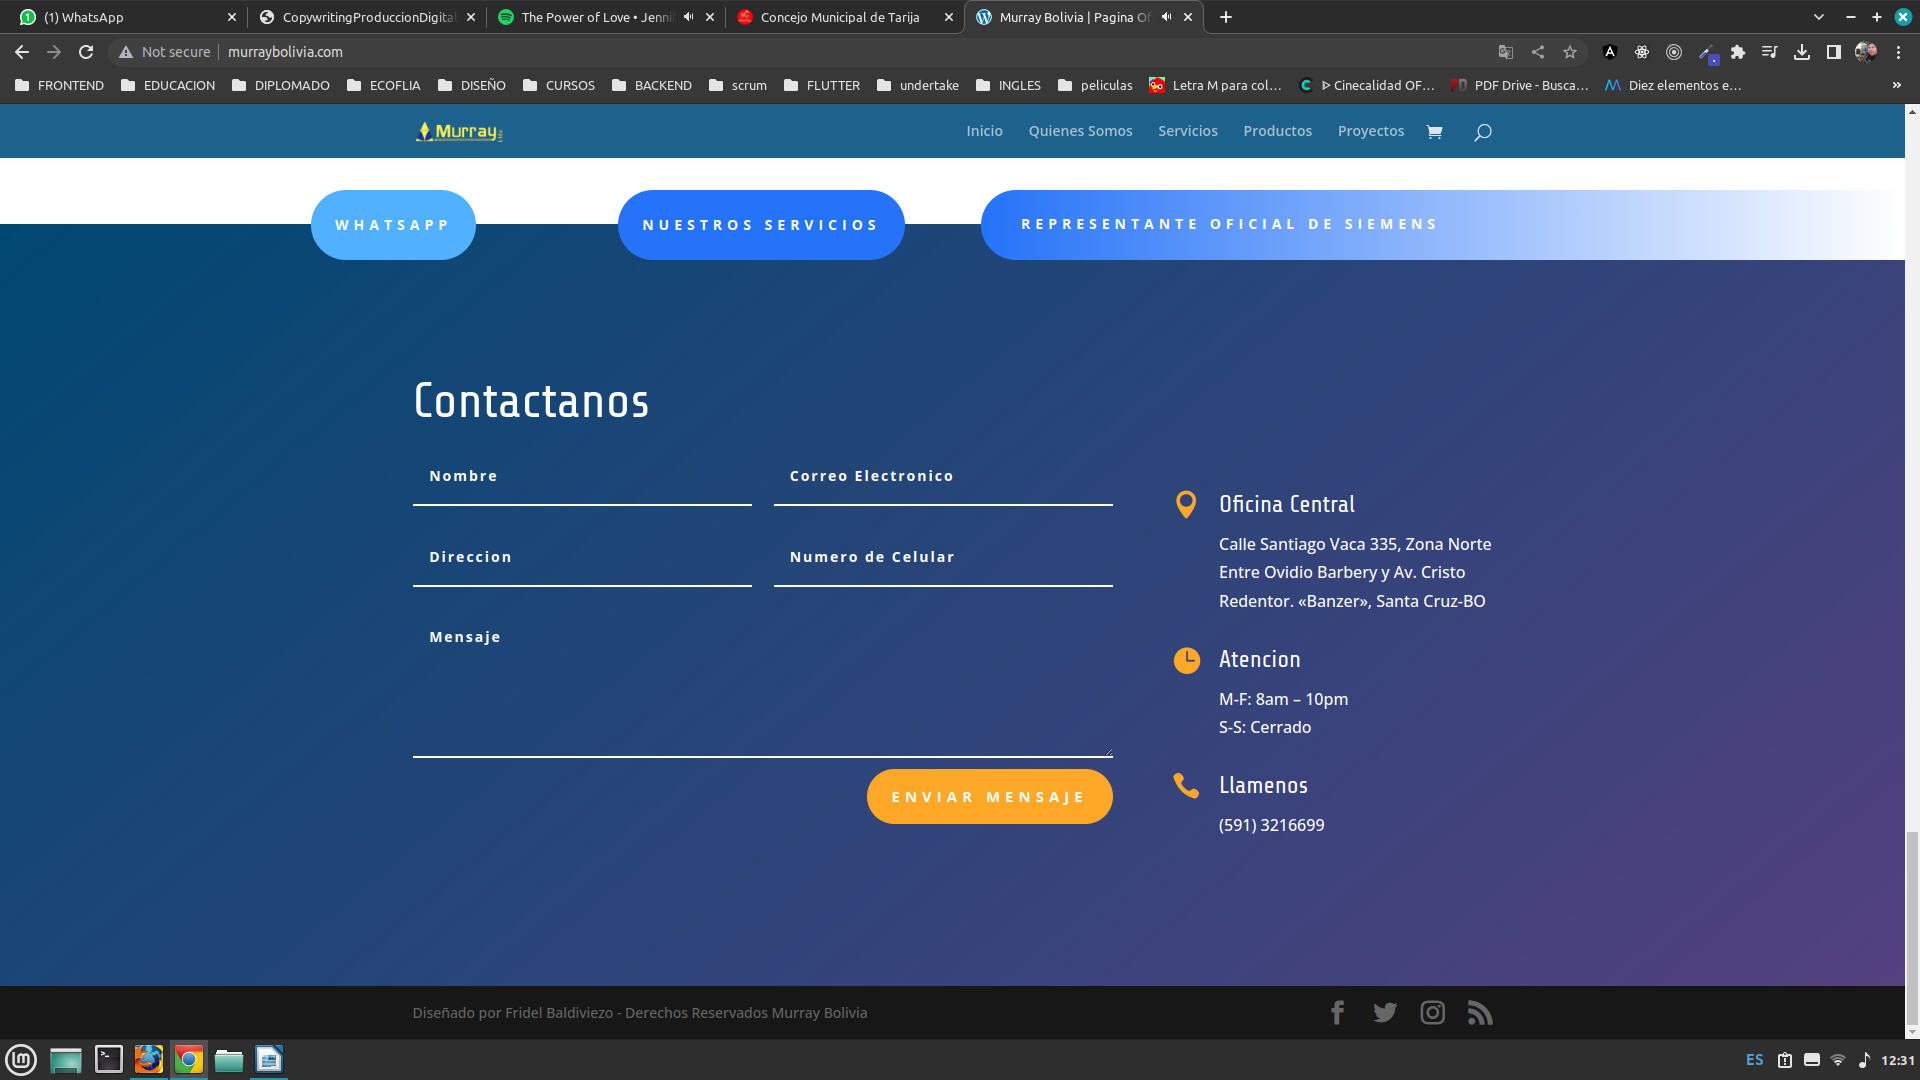 (1) WhatsApp
CopywritingProduccionDigital
The Power of Love • Jenni
Concejo Municipal de Tarija
Murray Bolivia | Pagina Of
Not secure
murraybolivia.com
FRONTEND
EDUCACION
DIPLOMADO
ECOFLIA
DISEÑO
CURSOS
BACKEND
scrum
FLUTTER
undertake
INGLES
peliculas
Letra M para col…
ᐈ Cinecalidad OF…
PDF Drive - Busca…
Diez elementos e…
»
Murray
Inicio
Quienes Somos
Servicios
Productos
Proyectos
WHATSAPP
NUESTROS SERVICIOS
REPRESENTANTE OFICIAL DE SIEMENS
Contactanos
Nombre
Correo Electronico
Direccion
Numero de Celular
Mensaje
ENVIAR MENSAJE
Oficina Central
Calle Santiago Vaca 335, Zona Norte
Entre Ovidio Barbery y Av. Cristo
Redentor. «Banzer», Santa Cruz-BO
Atencion
M-F: 8am – 10pm
S-S: Cerrado
Llamenos
(591) 3216699
Diseñado por Fridel Baldiviezo - Derechos Reservados Murray Bolivia
ES
12:31